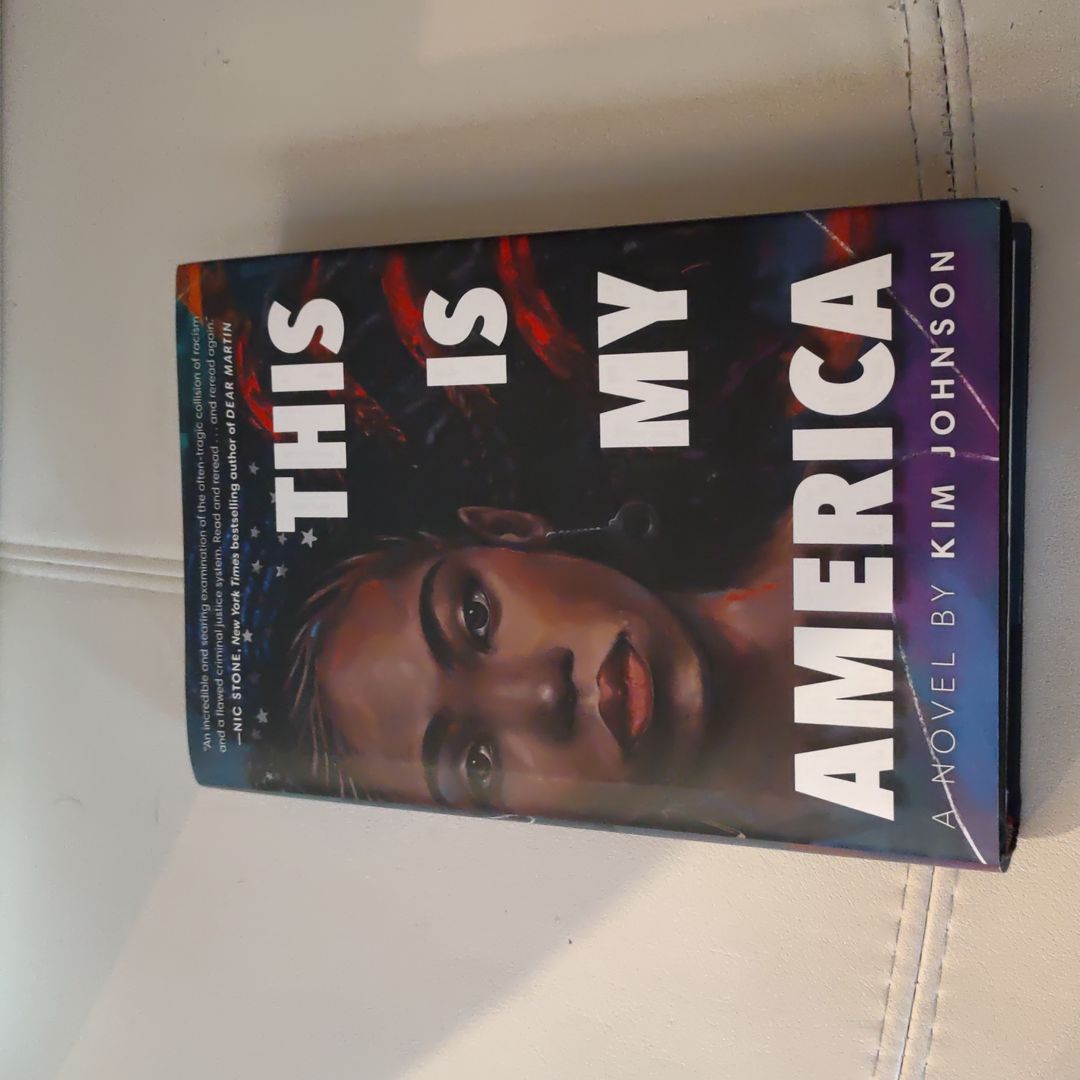 "An incredible and searing examination of the often-tragic collision of racism
and a flawed criminal justice system. Read and reread . . . and reread again."
—NIC STONE, New York Times bestselling author of DEAR MARTIN
THIS
IS
MY
AMERICA
A NOVEL BY KIM JOHNSON